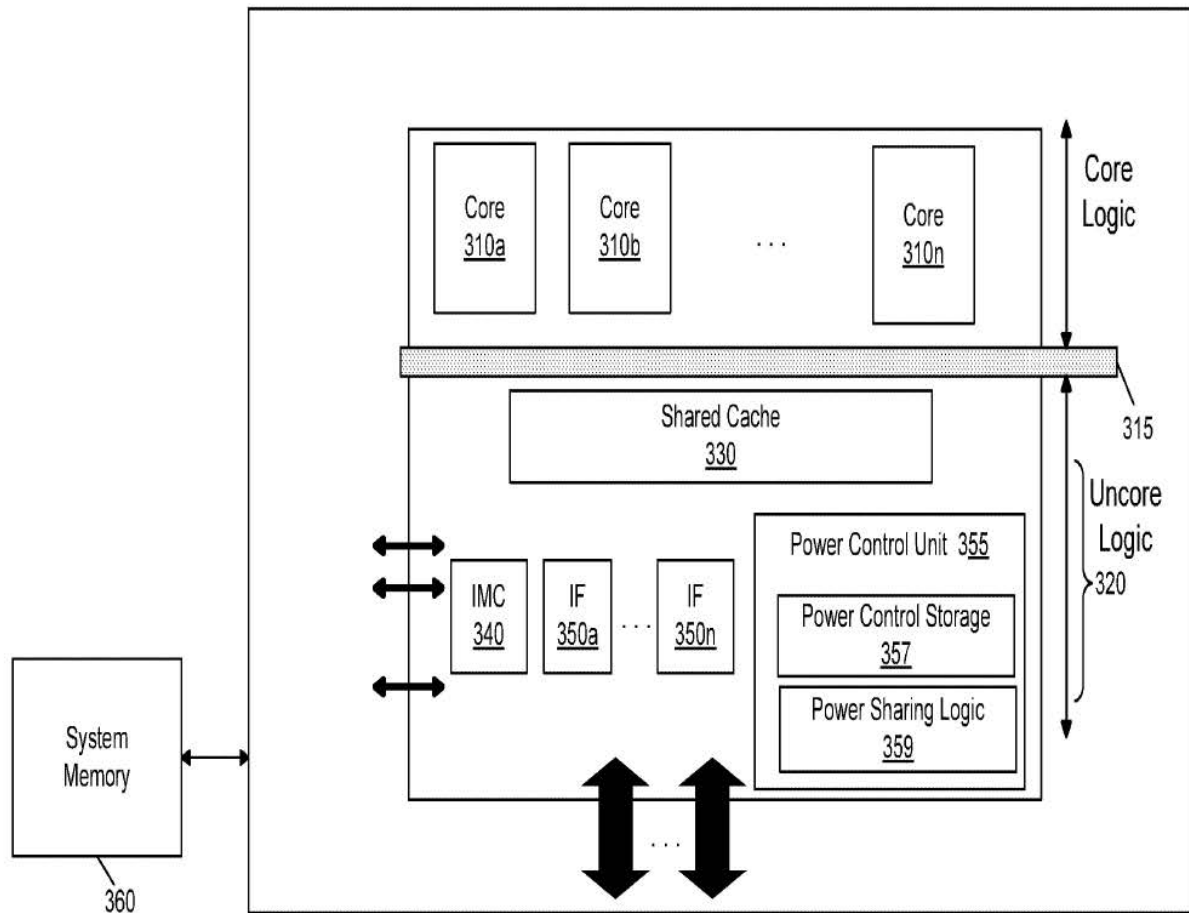 Core
310a
Core
310b
. . .
Core
310n
Core
Logic
315
Shared Cache
330
Uncore
Logic
320
Power Control Unit 355
IMC
340
IF
350a
. . .
IF
350n
Power Control Storage
357
Power Sharing Logic
359
System
Memory
360
. . .